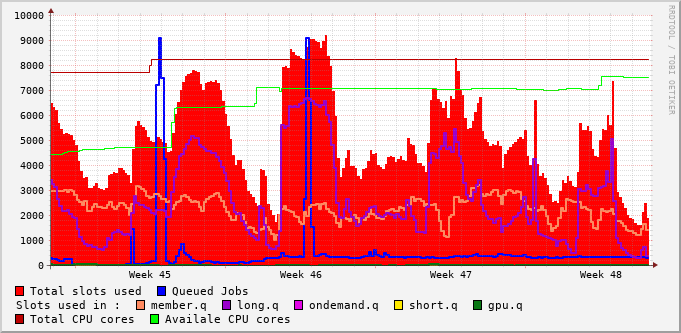 10000
9000
8000
7000
6000
5000
4000
3000
2000
1000
0
Week 45 Week 46 Week 47 Week 48
RRDTOOL / TOBI OETIKER
Total slots used Queued Jobs
Slots used in : member.q long.q ondemand.q short.q gpu.q
Total CPU cores Availale CPU cores